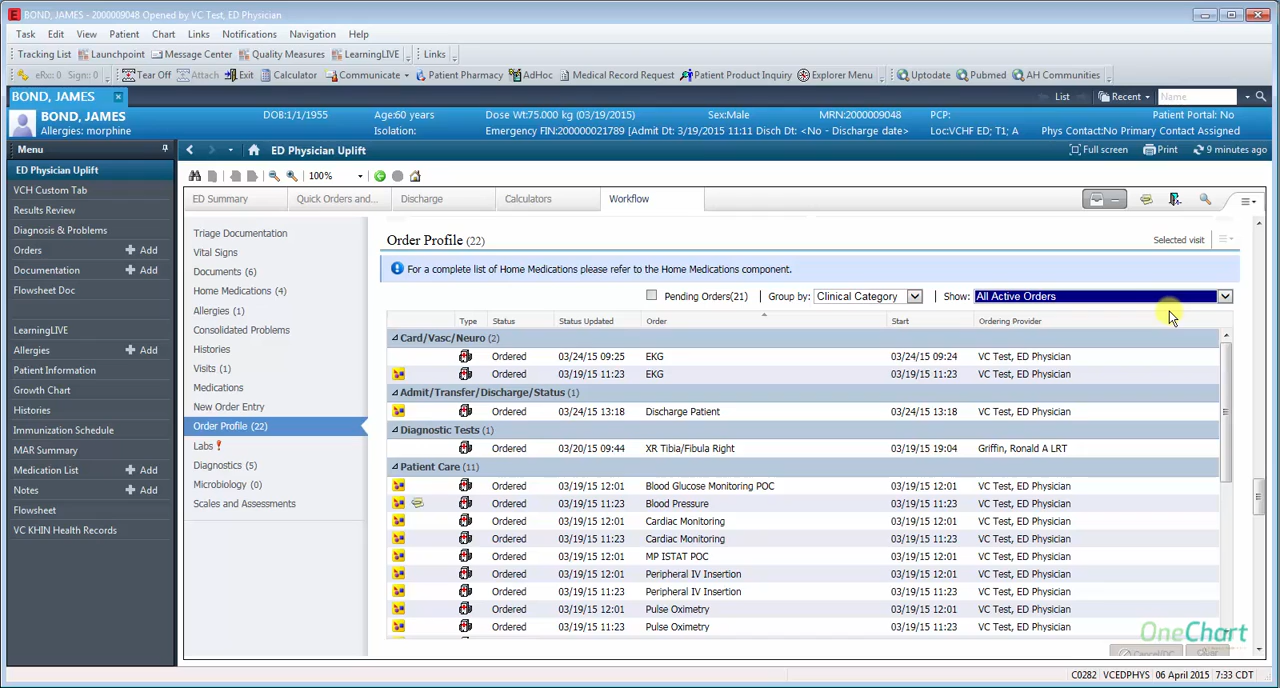 BOND, JAMES - 2000009048 Opened by VC Test, ED Physician
Task Edit View Patient Chart Links Notifications Navigation Help
Tracking List Launchpoint Message Center Quality Measures LearningLIVE Links
eRx: 0 Sign: 0 Tear Off Attach Exit Calculator Communicate Patient Pharmacy AdHoc Medical Record Request Patient Product Inquiry Explorer Menu Uptodate Pubmed AH Communities
BOND, JAMES x List Recent Name
BOND, JAMES DOB:1/1/1955 Age:60 years Dose Wt:75.000 kg (03/19/2015) Sex:Male MRN:2000009048 PCP: Patient Portal: No
Allergies: morphine Isolation: Emergency FIN:200000021789 [Admit Dt: 3/19/2015 11:11 Disch Dt: <No - Discharge date> Loc:VCHF ED; T1; A Phys Contact:No Primary Contact Assigned
Menu ED Physician Uplift Full screen Print 9 minutes ago
ED Physician Uplift
VCH Custom Tab
Results Review
Diagnosis & Problems
Orders Add
Documentation Add
Flowsheet Doc
LearningLIVE
Allergies Add
Patient Information
Growth Chart
Histories
Immunization Schedule
MAR Summary
Medication List Add
Notes Add
Flowsheet
VC KHIN Health Records
100%
ED Summary Quick Orders and... Discharge Calculators Workflow
Triage Documentation
Vital Signs
Documents (6)
Home Medications (4)
Allergies (1)
Consolidated Problems
Histories
Visits (1)
Medications
New Order Entry
Order Profile (22)
Labs !
Diagnostics (5)
Microbiology (0)
Scales and Assessments
Order Profile (22) Selected visit
For a complete list of Home Medications please refer to the Home Medications component.
Pending Orders(21) Group by: Clinical Category Show: All Active Orders
Type Status Status Updated Order Start Ordering Provider
Card/Vasc/Neuro (2)
Ordered 03/24/15 09:25 EKG 03/24/15 09:24 VC Test, ED Physician
Ordered 03/19/15 11:23 EKG 03/19/15 11:23 VC Test, ED Physician
Admit/Transfer/Discharge/Status (1)
Ordered 03/24/15 13:18 Discharge Patient 03/24/15 13:18 VC Test, ED Physician
Diagnostic Tests (1)
Ordered 03/20/15 09:44 XR Tibia/Fibula Right 03/19/15 19:04 Griffin, Ronald A LRT
Patient Care (11)
Ordered 03/19/15 12:01 Blood Glucose Monitoring POC 03/19/15 12:01 VC Test, ED Physician
Ordered 03/19/15 11:23 Blood Pressure 03/19/15 11:23 VC Test, ED Physician
Ordered 03/19/15 12:01 Cardiac Monitoring 03/19/15 12:01 VC Test, ED Physician
Ordered 03/19/15 11:23 Cardiac Monitoring 03/19/15 11:23 VC Test, ED Physician
Ordered 03/19/15 12:01 MP ISTAT POC 03/19/15 12:01 VC Test, ED Physician
Ordered 03/19/15 12:01 Peripheral IV Insertion 03/19/15 12:01 VC Test, ED Physician
Ordered 03/19/15 11:23 Peripheral IV Insertion 03/19/15 11:23 VC Test, ED Physician
Ordered 03/19/15 12:01 Pulse Oximetry 03/19/15 12:01 VC Test, ED Physician
Ordered 03/19/15 11:23 Pulse Oximetry 03/19/15 11:23 VC Test, ED Physician
OneChart
C0282 VCEDPHYS 06 April 2015 7:33 CDT